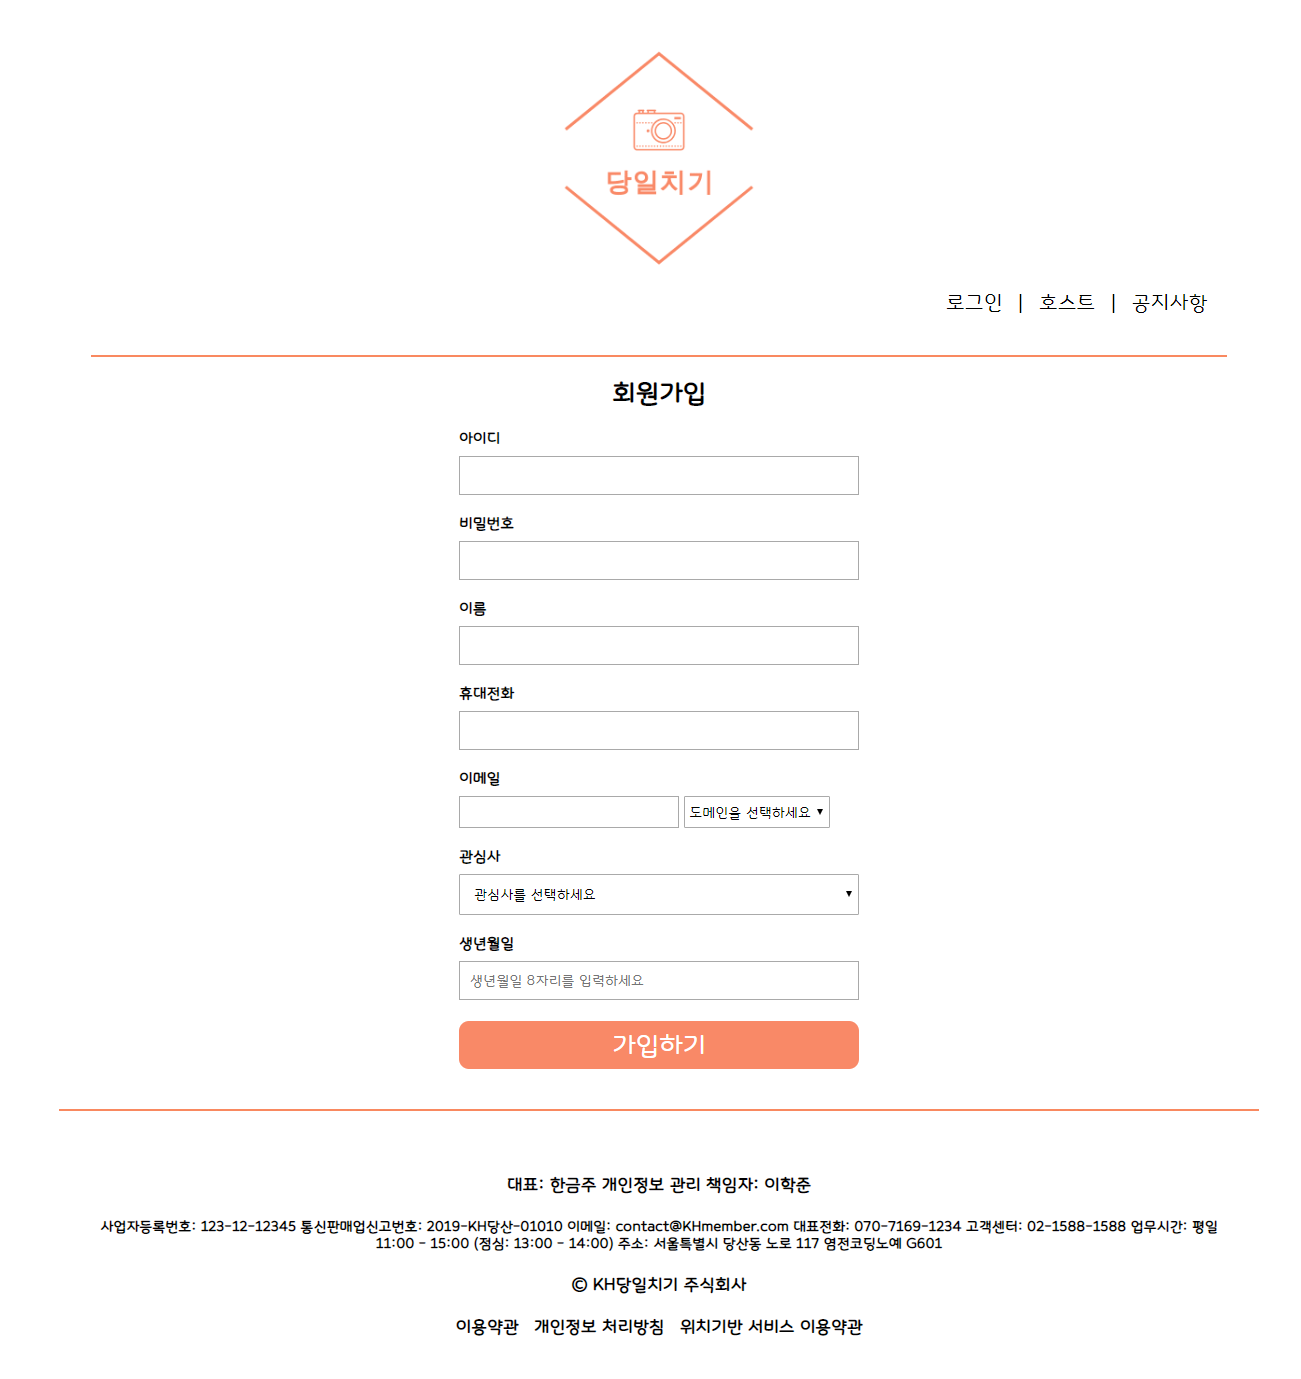 당일치기
로그인 | 호스트 | 공지사항
회원가입
아이디
비밀번호
이름
휴대전화
이메일
도메인을 선택하세요
관심사
관심사를 선택하세요
생년월일
생년월일 8자리를 입력하세요
가입하기
대표: 한금주 개인정보 관리 책임자: 이학준
사업자등록번호: 123-12-12345 통신판매업신고번호: 2019-KH당산-01010 이메일: contact@KHmember.com 대표전화: 070-7169-1234 고객센터: 02-1588-1588 업무시간: 평일
11:00 - 15:00 (점심: 13:00 - 14:00) 주소: 서울특별시 당산동 노로 117 염전코딩노예 G601
© KH당일치기 주식회사
이용약관 개인정보 처리방침 위치기반 서비스 이용약관